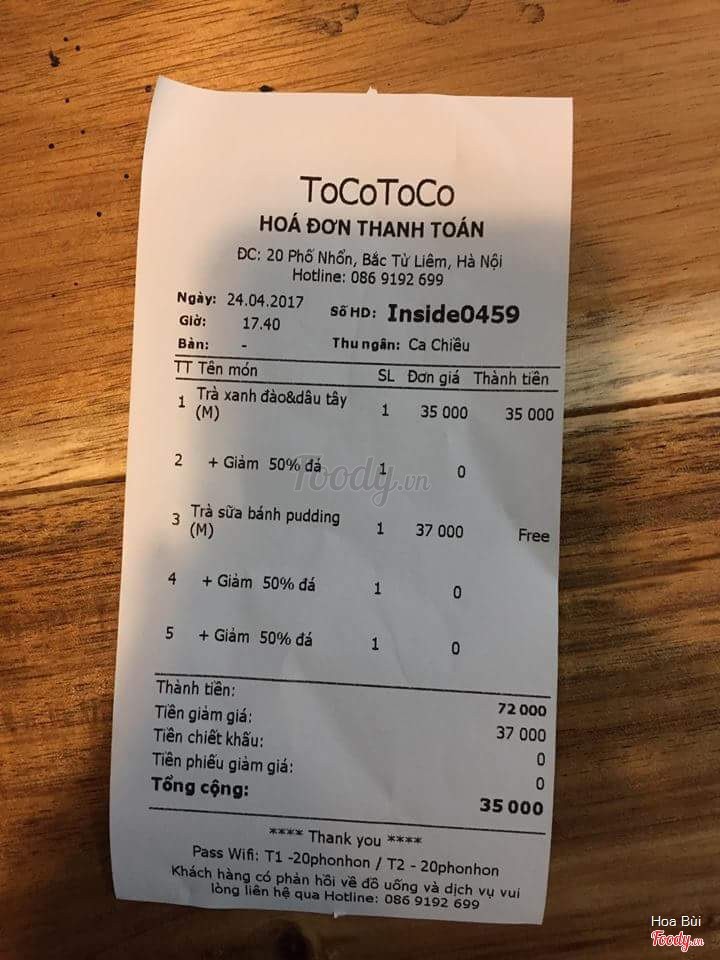 ToCoToCo
HOÁ ĐƠN THANH TOÁN
ĐC: 20 Phố Nhổn, Bắc Từ Liêm, Hà Nội
Hotline: 086 9192 699
Ngày: 24.04.2017 Số HD: Inside0459
Giờ: 17.40
Bàn: - Thu ngân: Ca Chiều
TT Tên món SL Đơn giá Thành tiền
1 Trà xanh đào&dâu tây (M) 1 35 000 35 000
2 + Giảm 50% đá 1 0
3 Trà sữa bánh pudding (M) 1 37 000 Free
4 + Giảm 50% đá 1 0
5 + Giảm 50% đá 1 0
Thành tiền: 72 000
Tiền giảm giá: 37 000
Tiền chiết khấu: 0
Tiền phiếu giảm giá: 0
Tổng cộng: 35 000
**** Thank you ****
Pass Wifi: T1 -20phonhon / T2 - 20phonhon
Khách hàng có phản hồi về đồ uống và dịch vụ vui
lòng liên hệ qua Hotline: 086 9192 699
Foody.vn
Hoa Bùi
Foody.vn